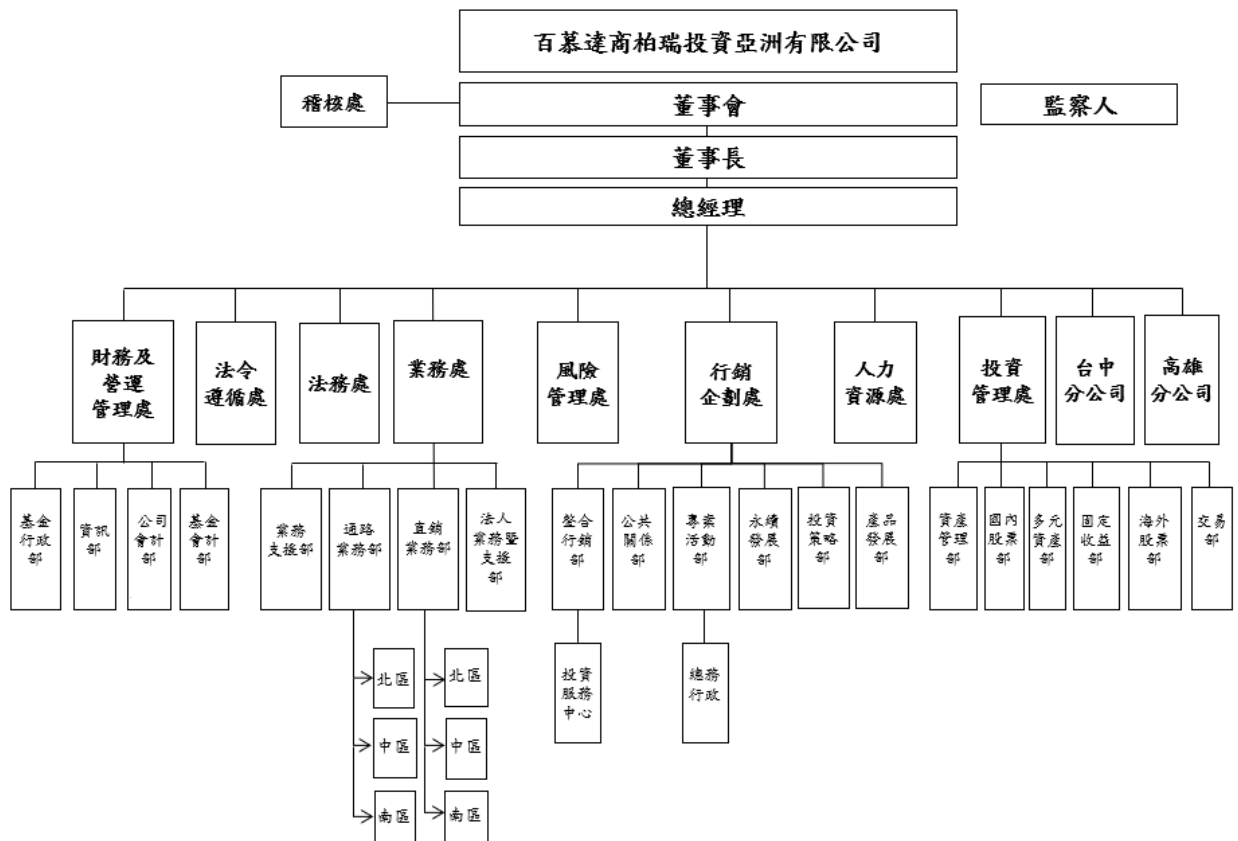 百慕達商柏瑞投資亞洲有限公司
稽核處
董事會
監察人
董事長
總經理
財務及
營運
管理處
法令
遵循處
法務處
業務處
風險
管理處
行銷
企劃處
人力
資源處
投資
管理處
台中
分公司
高雄
分公司
基金
行政
部
資訊
部
公司
會計
部
基金
會計
部
業務
支援部
通路
業務部
直銷
業務部
法人
業務暨
支援
部
整合
行銷
部
公共
關係
部
專案
活動
部
永續
發展
部
投資
策略
部
產品
發展
部
資產
管理
部
國內
股票
部
多元
資產
部
固定
收益
部
海外
股票
部
交易
部
北區
北區
投資
服務
中心
總務
行政
中區
中區
南區
南區